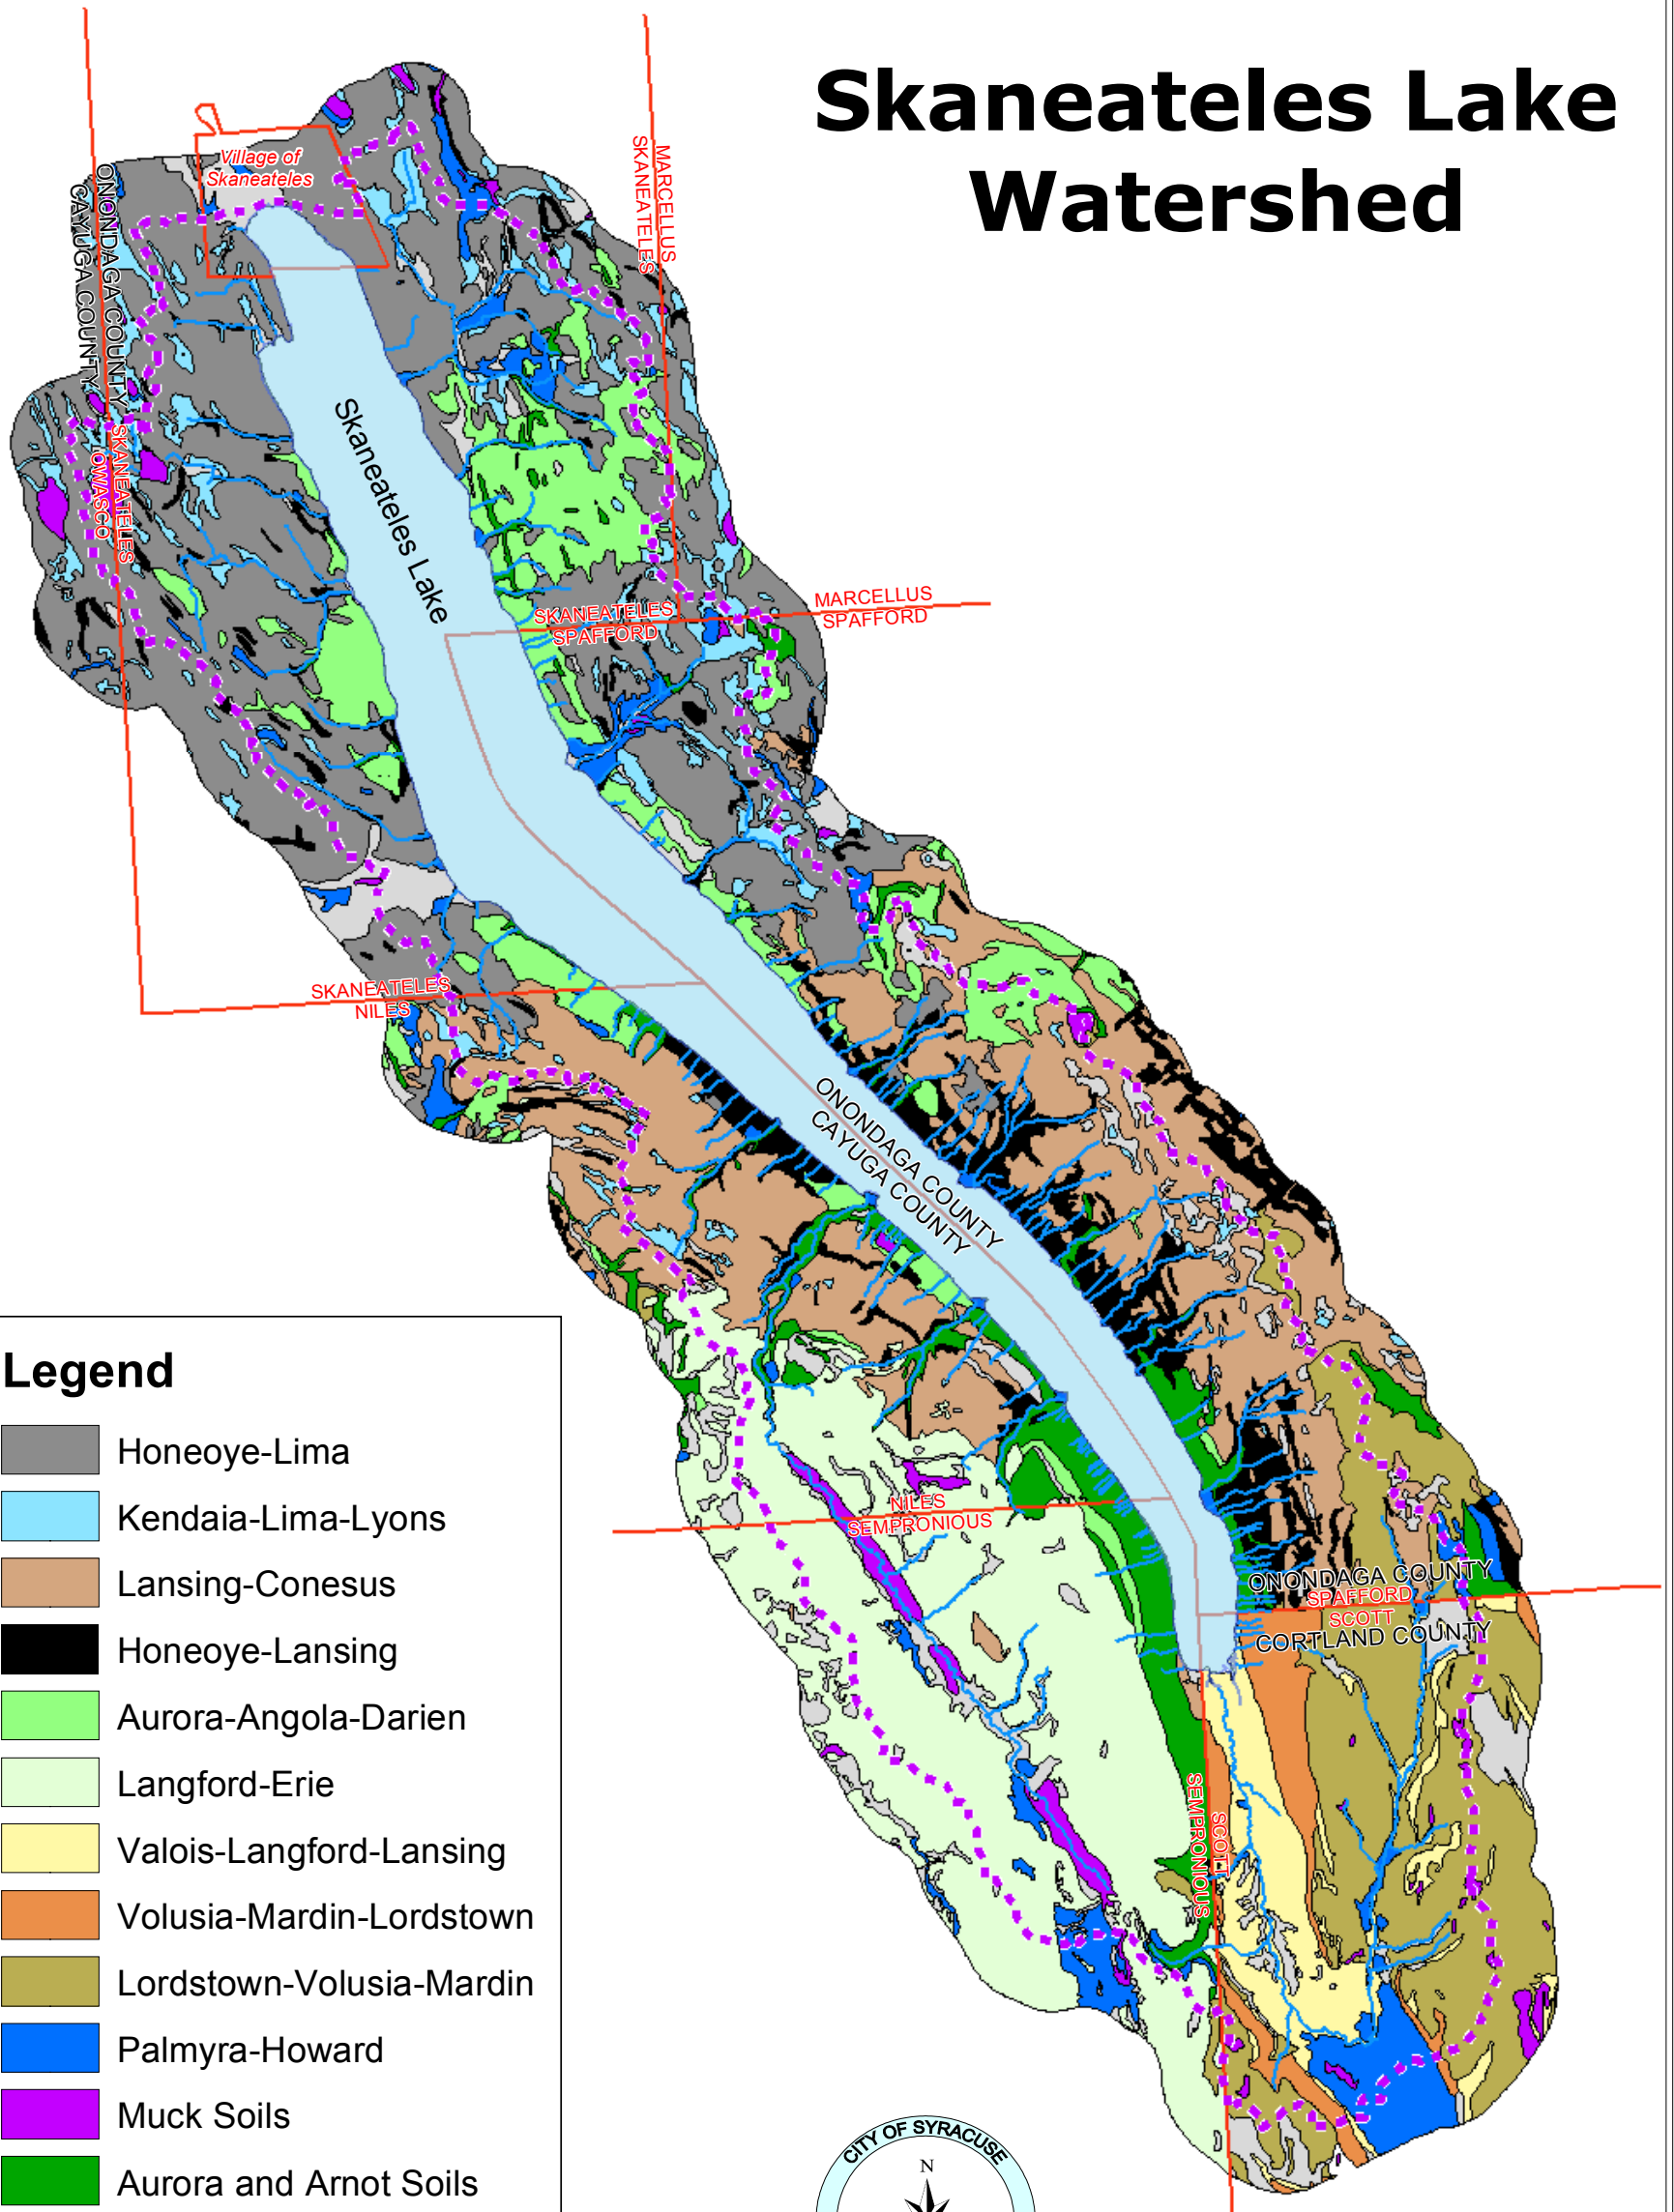 Skaneateles Lake
Watershed
Village of
Skaneateles
MARCELLUS
SKANEATELES
ONONDAGA COUNTY
CAYUGA COUNTY
Skaneateles Lake
SKANEATELES
OWASCO
MARCELLUS
SPAFFORD
SKANEATELES
SPAFFORD
SKANEATELES
NILES
ONONDAGA COUNTY
CAYUGA COUNTY
NILES
SEMPRONIOUS
ONONDAGA COUNTY
SPAFFORD
SCOTT
CORTLAND COUNTY
SCOTT
SEMPRONIOUS
Legend
Honeoye-Lima
Kendaia-Lima-Lyons
Lansing-Conesus
Honeoye-Lansing
Aurora-Angola-Darien
Langford-Erie
Valois-Langford-Lansing
Volusia-Mardin-Lordstown
Lordstown-Volusia-Mardin
Palmyra-Howard
Muck Soils
Aurora and Arnot Soils
CITY OF SYRACUSE
N